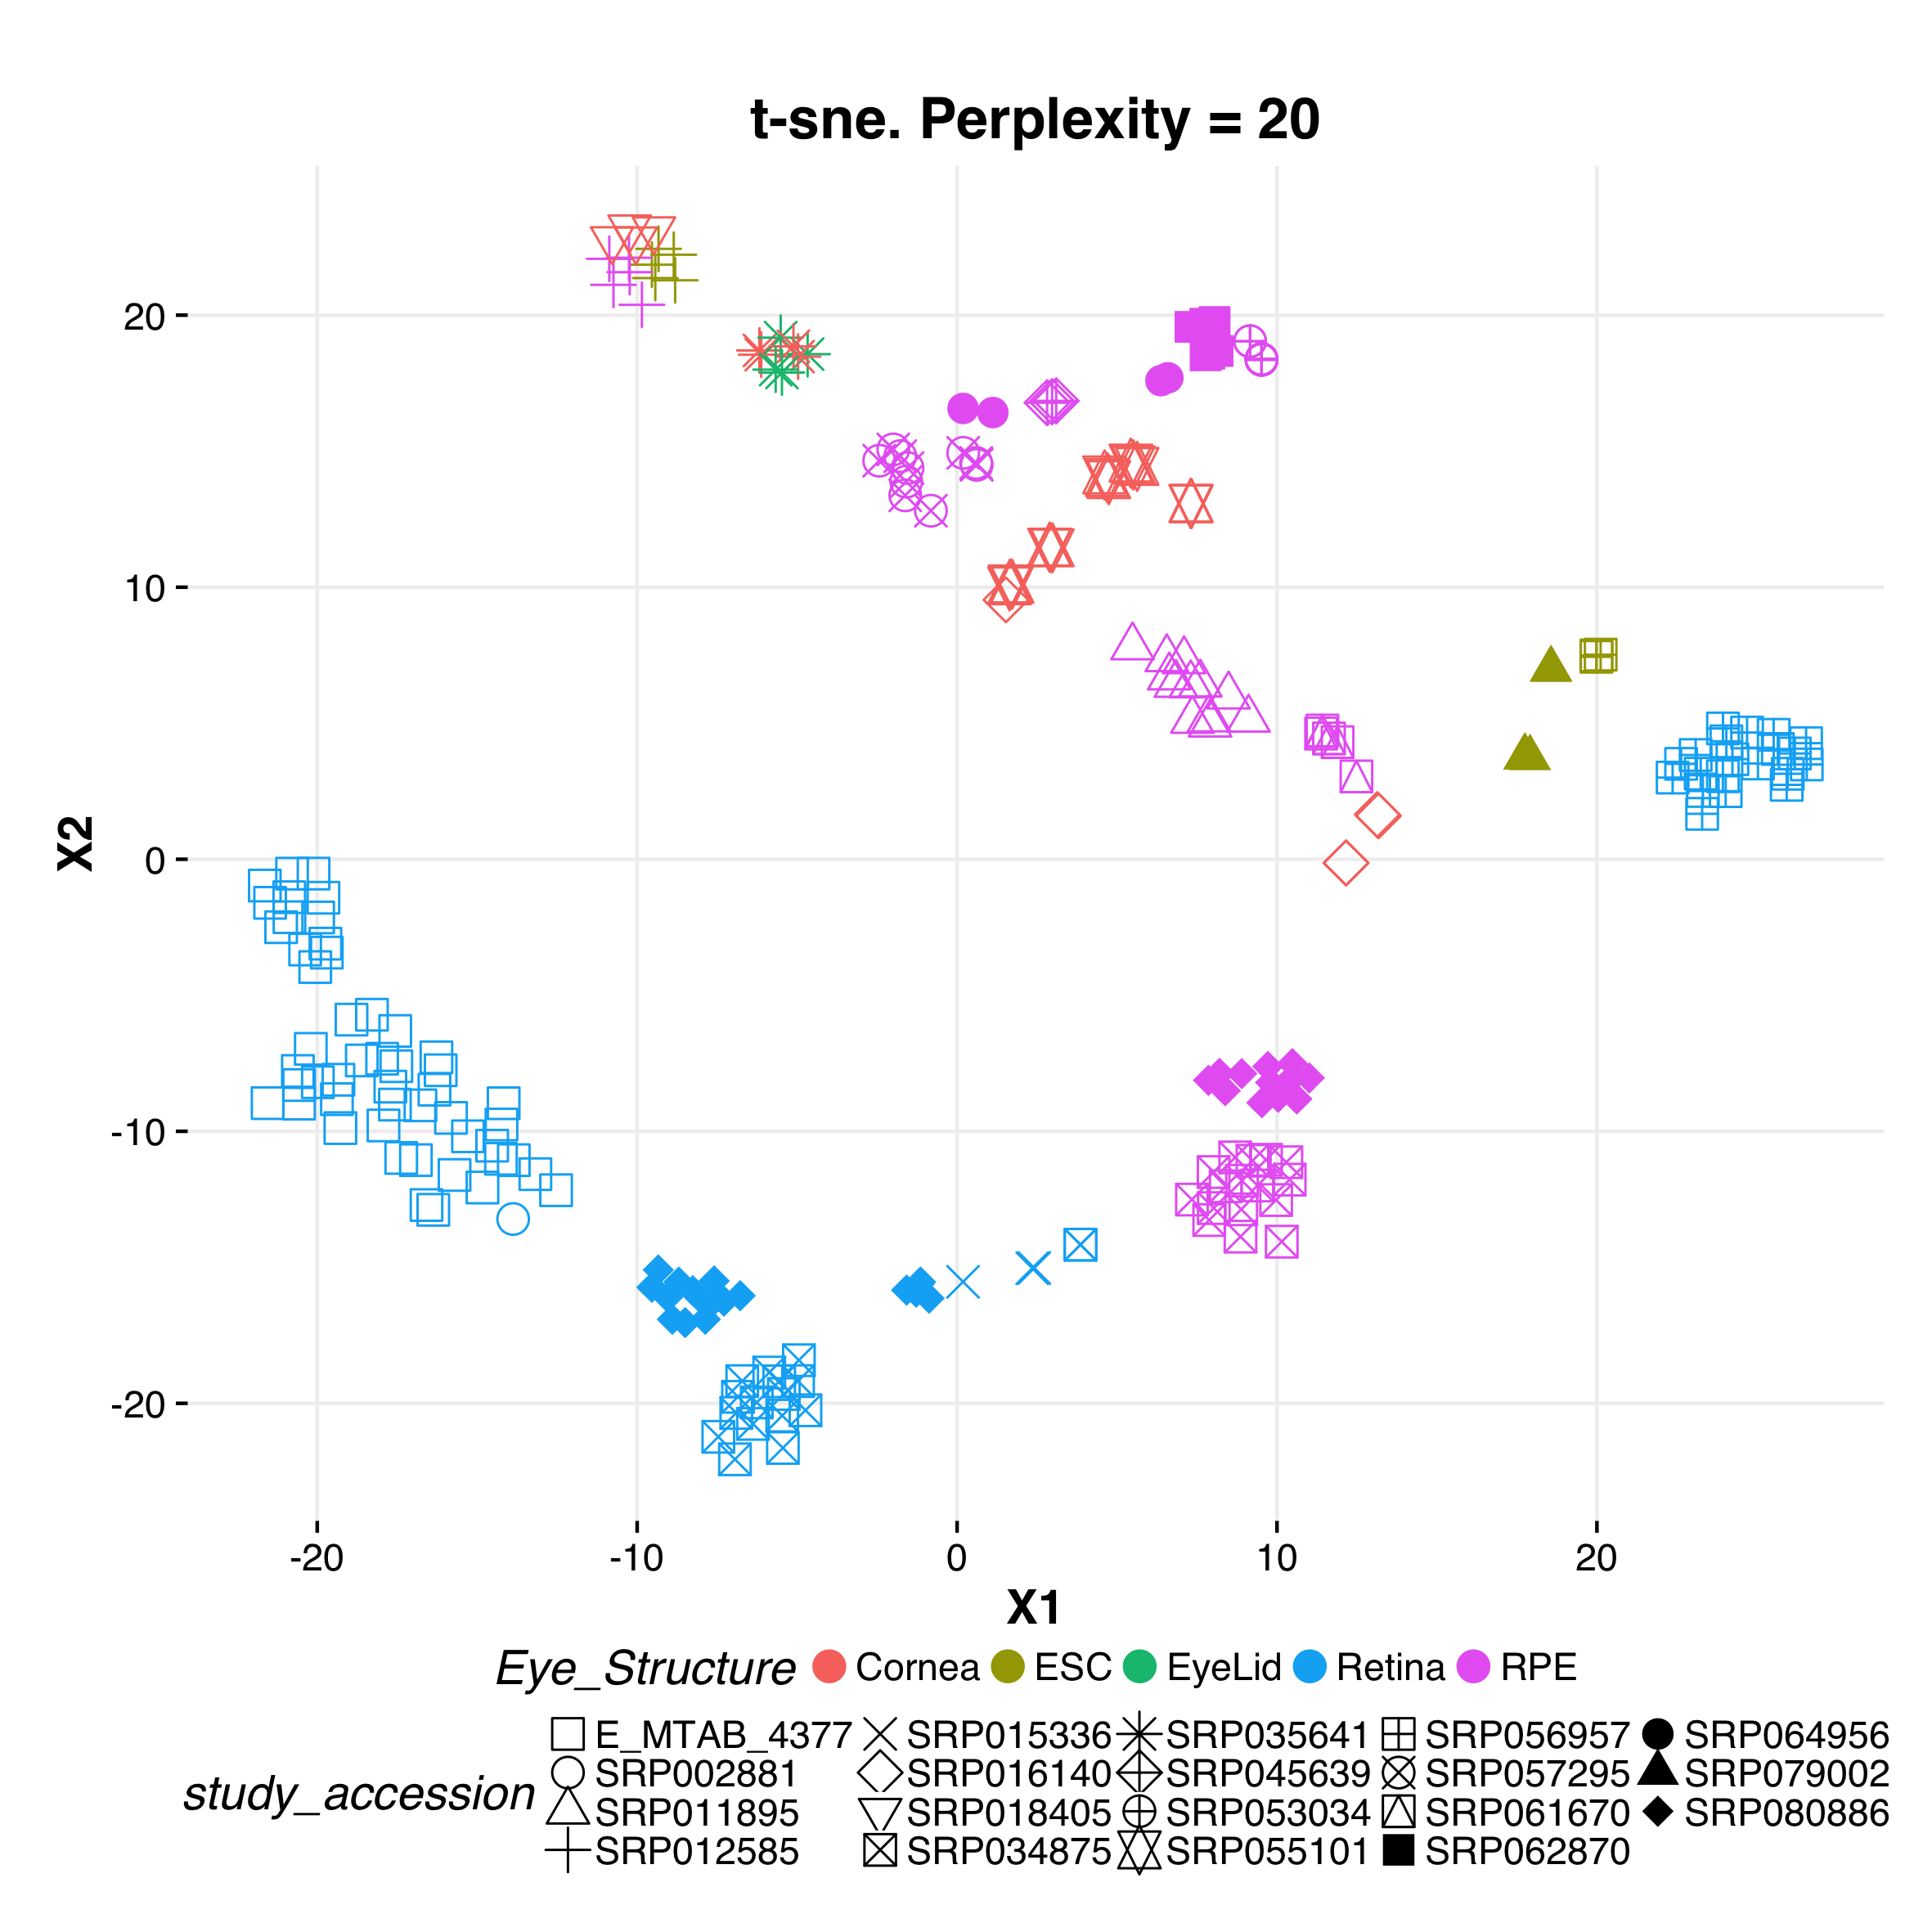 t-sne. Perplexity = 20
20
10
0
-10
-20
X2
-20 -10 0 10 20
X1
Eye_Structure Cornea ESC EyeLid Retina RPE
study_accession
E_MTAB_4377 SRP015336 SRP035641 SRP056957 SRP064956
SRP002881 SRP016140 SRP045639 SRP057295 SRP079002
SRP011895 SRP018405 SRP053034 SRP061670 SRP080886
SRP012585 SRP034875 SRP055101 SRP062870